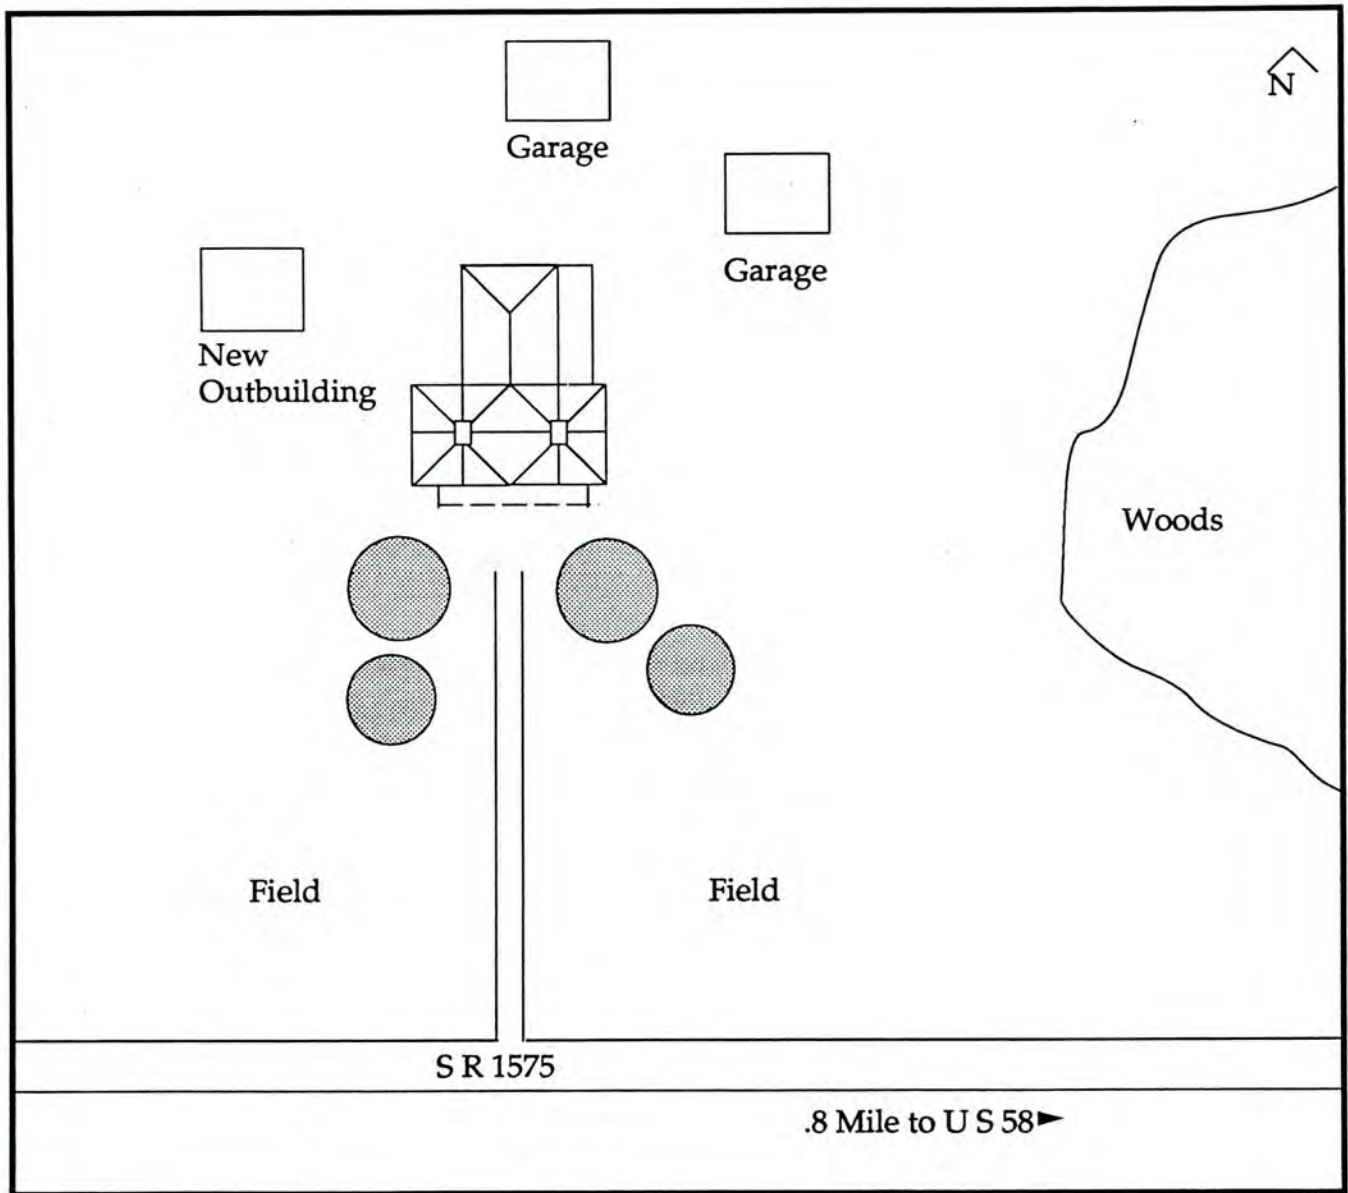 N
Garage
Garage
New
Outbuilding
Woods
Field
Field
S R 1575
.8 Mile to U S 58